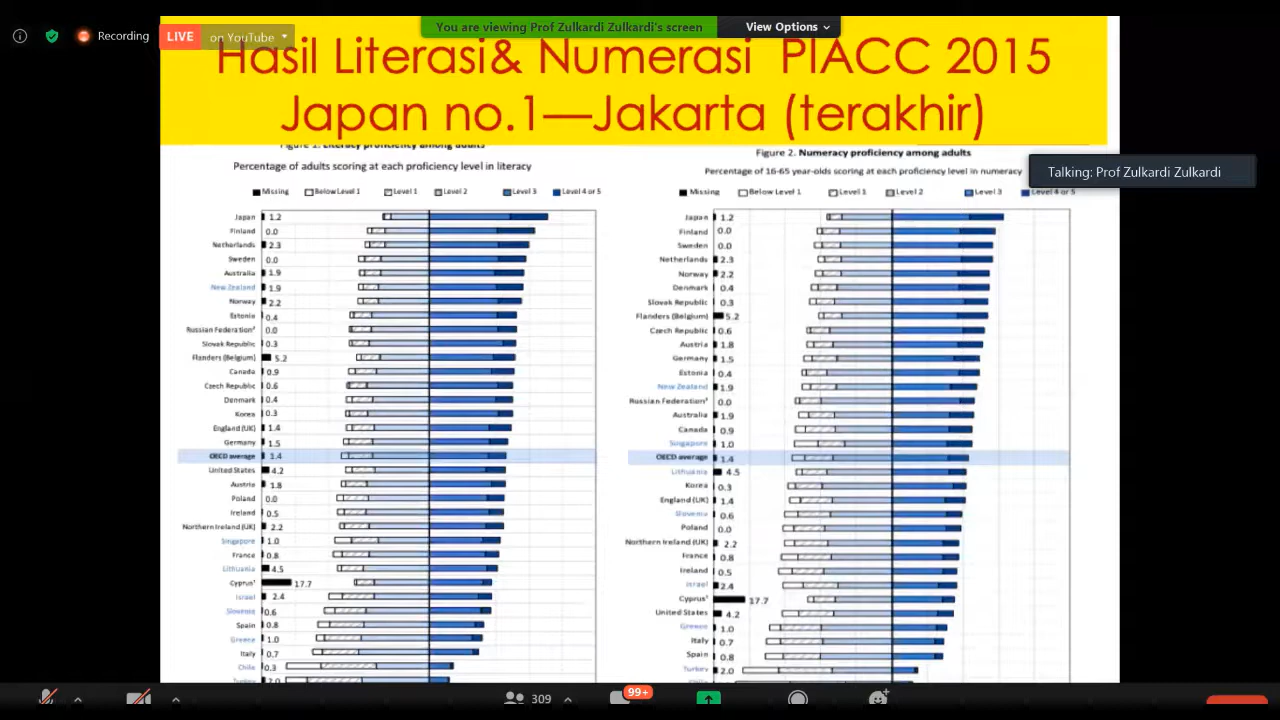 Recording
LIVE on YouTube
You are viewing Prof Zulkardi Zulkardi's screen
View Options
Hasil Literasi& Numerasi PIACC 2015
Japan no.1—Jakarta (terakhir)
Talking: Prof Zulkardi Zulkardi
Figure 1. Literacy proficiency among adults
Percentage of adults scoring at each proficiency level in literacy
Missing Below Level 1 Level 1 Level 2 Level 3 Level 4 or 5
Japan 1.2
Finland 0.0
Netherlands 2.3
Sweden 0.0
Australia 1.9
New Zealand 1.9
Norway 2.2
Estonia 0.4
Russian Federation² 0.0
Slovak Republic 0.3
Flanders (Belgium) 5.2
Canada 0.9
Czech Republic 0.6
Denmark 0.4
Korea 0.3
England (UK) 1.4
Germany 1.5
OECD average 1.4
United States 4.2
Austria 1.8
Poland 0.0
Ireland 0.5
Northern Ireland (UK) 2.2
Singapore 1.0
France 0.8
Lithuania 4.5
Cyprus¹ 17.7
Israel 2.4
Slovenia 0.6
Spain 0.8
Greece 1.0
Italy 0.7
Chile 0.3
Turkey 2.0
Figure 2. Numeracy proficiency among adults
Percentage of 16-65 year-olds scoring at each proficiency level in numeracy
Missing Below Level 1 Level 1 Level 2 Level 3 Level 4 or 5
Japan 1.2
Finland 0.0
Sweden 0.0
Netherlands 2.3
Norway 2.2
Denmark 0.4
Slovak Republic 0.3
Flanders (Belgium) 5.2
Czech Republic 0.6
Austria 1.8
Germany 1.5
Estonia 0.4
New Zealand 1.9
Russian Federation² 0.0
Australia 1.9
Canada 0.9
Singapore 1.0
OECD average 1.4
Lithuania 4.5
Korea 0.3
England (UK) 1.4
Slovenia 0.6
Poland 0.0
Northern Ireland (UK) 2.2
France 0.8
Ireland 0.5
Israel 2.4
Cyprus¹ 17.7
United States 4.2
Greece 1.0
Italy 0.7
Spain 0.8
Turkey 2.0
Chile
309
99+